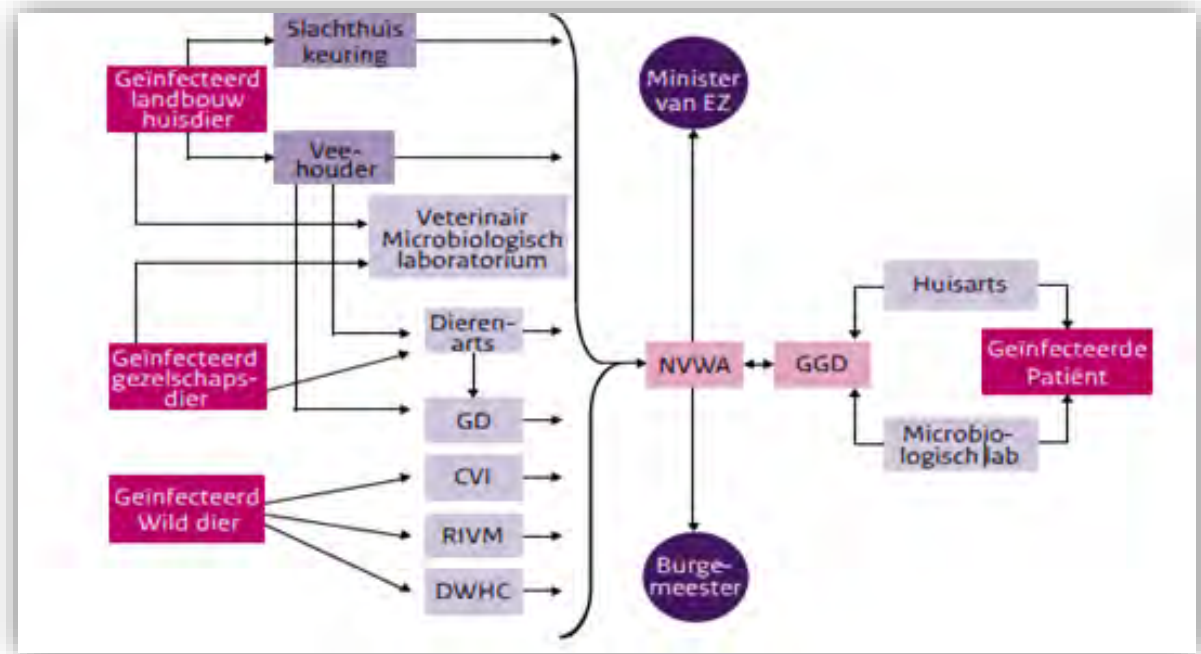 Slachthuis
keuring
Geïnfecteerd
landbouw
huisdier
Vee-
houder
Veterinair
Microbiologisch
laboratorium
Dieren-
arts
Geïnfecteerd
gezelschaps-
dier
GD
CVI
Geïnfecteerd
Wild dier
RIVM
DWHC
Minister
van EZ
NVWA
GGD
Burge-
meester
Huisarts
Geïnfecteerde
Patiënt
Microbio-
logisch lab